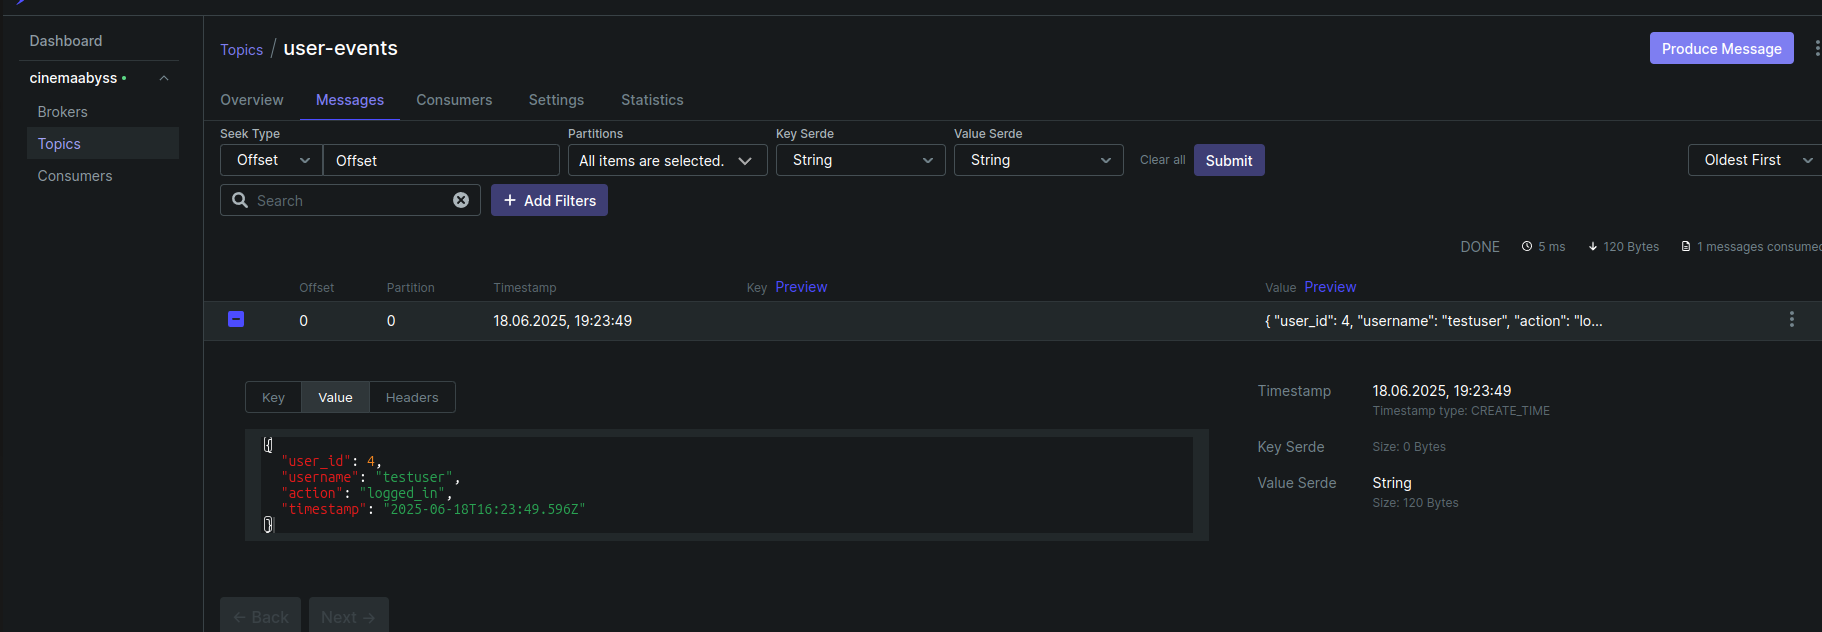 Dashboard
cinemaabyss
Brokers
Topics
Consumers
Topics / user-events
Produce Message
Overview Messages Consumers Settings Statistics
Seek Type Partitions Key Serde Value Serde
Offset Offset All items are selected. String String Clear all Submit Oldest First
Search + Add Filters
DONE 5 ms 120 Bytes 1 messages consumed
Offset Partition Timestamp Key Preview Value Preview
0 0 18.06.2025, 19:23:49 { "user_id": 4, "username": "testuser", "action": "lo...
Key Value Headers
{
"user_id": 4,
"username": "testuser",
"action": "logged_in",
"timestamp": "2025-06-18T16:23:49.596Z"
}
Timestamp 18.06.2025, 19:23:49
Timestamp type: CREATE_TIME
Key Serde Size: 0 Bytes
Value Serde String
Size: 120 Bytes
← Back Next →